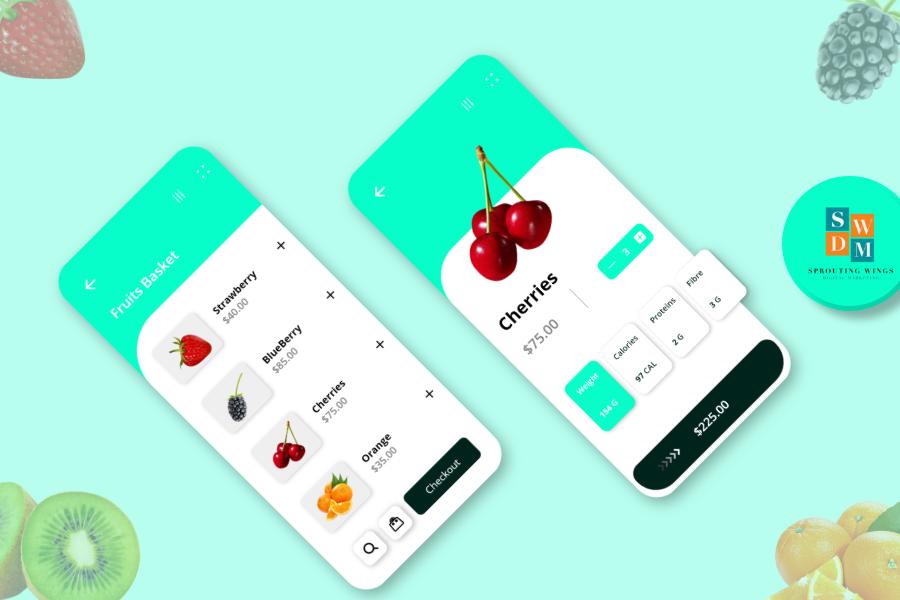 Fruits Basket
Strawberry
$40.00
BlueBerry
$85.00
Cherries
$75.00
Orange
$35.00
Checkout
Cherries
$75.00
3
Weight
154 G
Calories
97 CAL
Proteins
2 G
Fibre
3 G
$225.00
S W
D M
SPROUTING WINGS
DIGITAL MARKETING